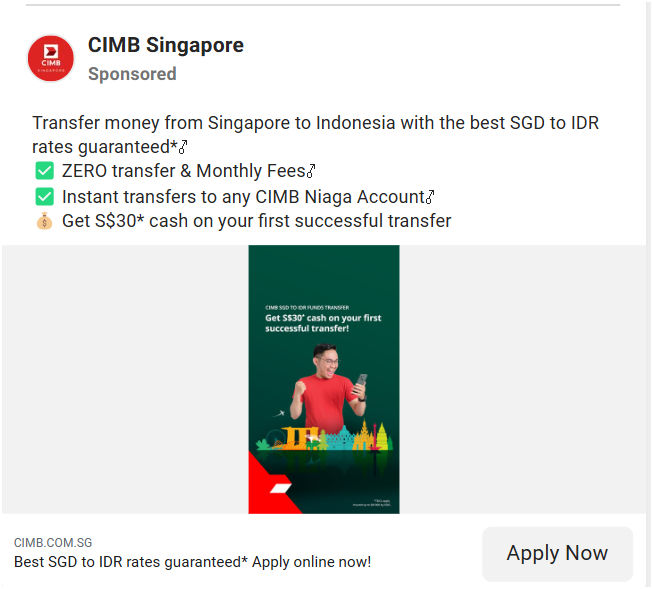 CIMB
SINGAPORE
CIMB Singapore
Sponsored
Transfer money from Singapore to Indonesia with the best SGD to IDR
rates guaranteed*
✅ ZERO transfer & Monthly Fees
✅ Instant transfers to any CIMB Niaga Account
💰 Get S$30* cash on your first successful transfer
CIMB SGD TO IDR FUNDS TRANSFER
Get S$30* cash on your first
successful transfer!
CIMB.COM.SG
Best SGD to IDR rates guaranteed* Apply online now!
Apply Now